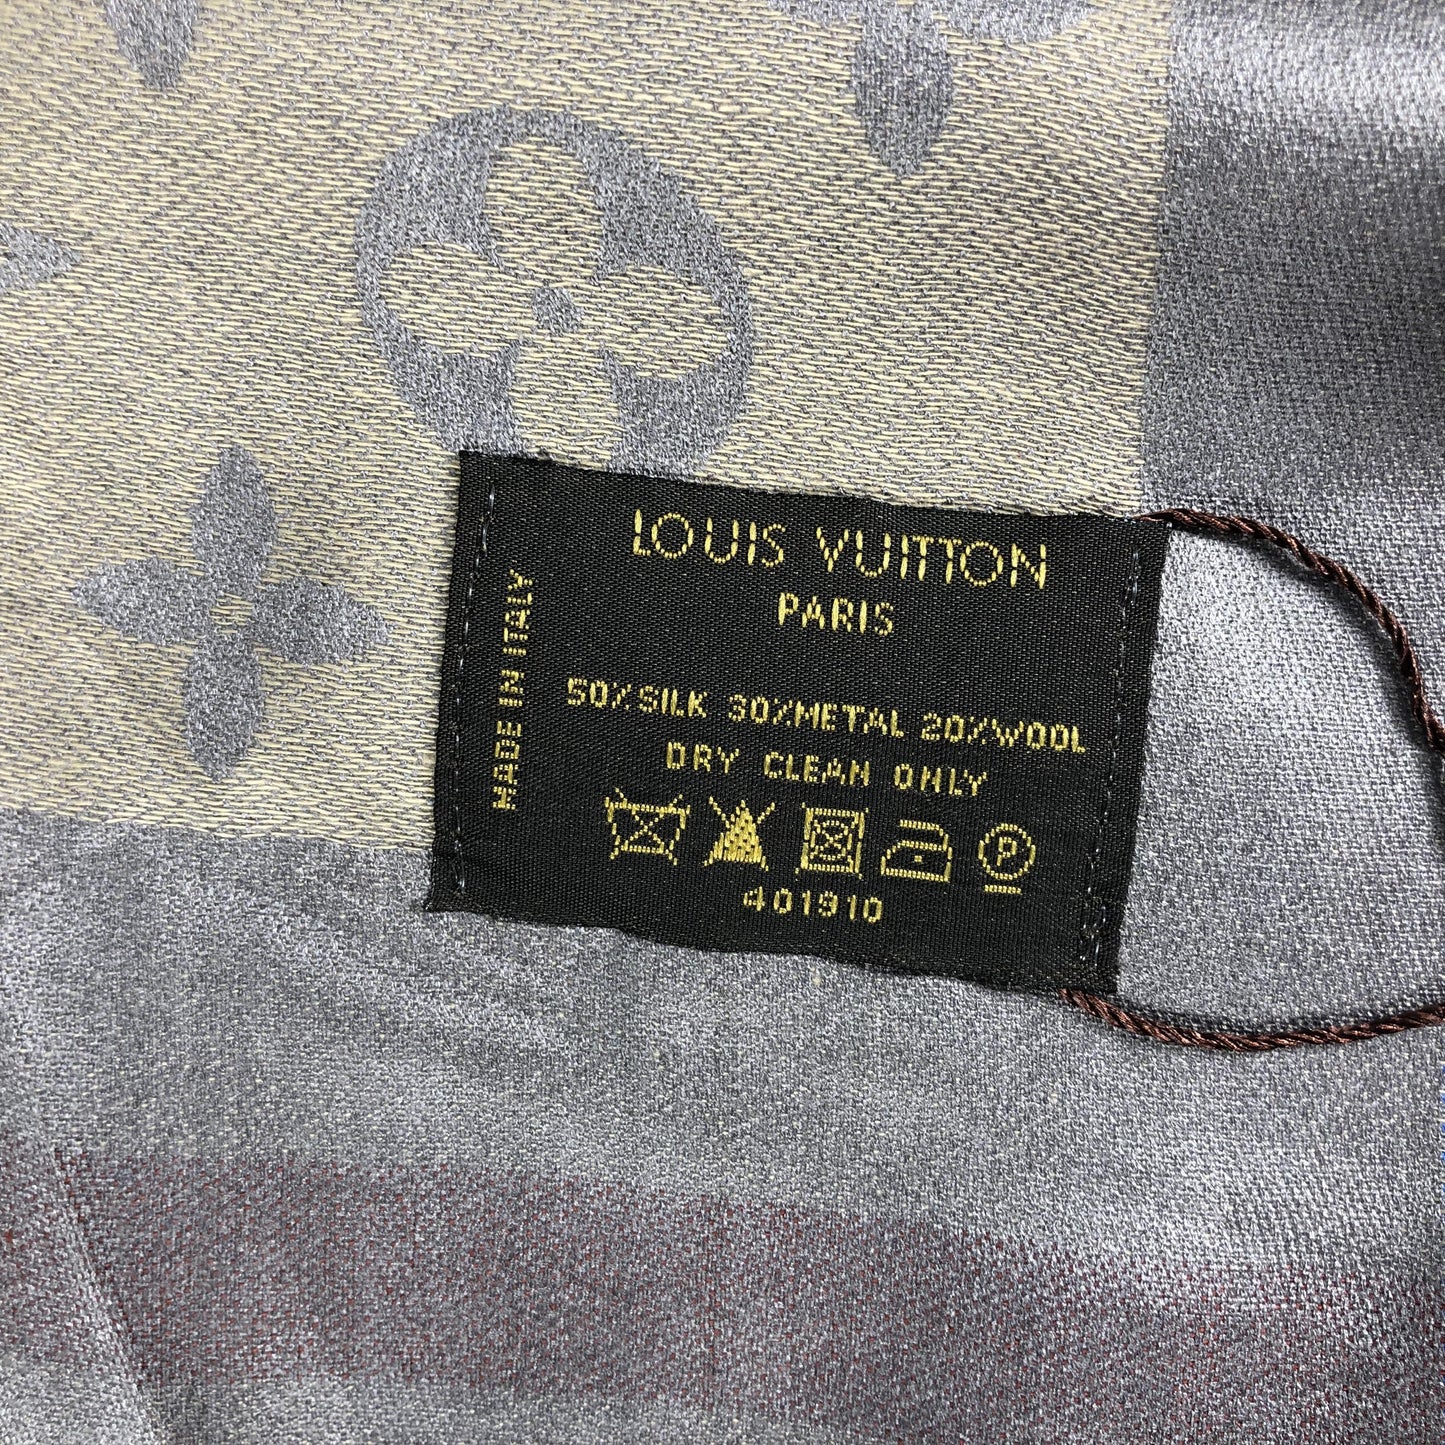 LOUIS VUITTON
PARIS
MADE IN ITALY
50%SILK 30%METAL 20%WOOL
DRY CLEAN ONLY
P
401910